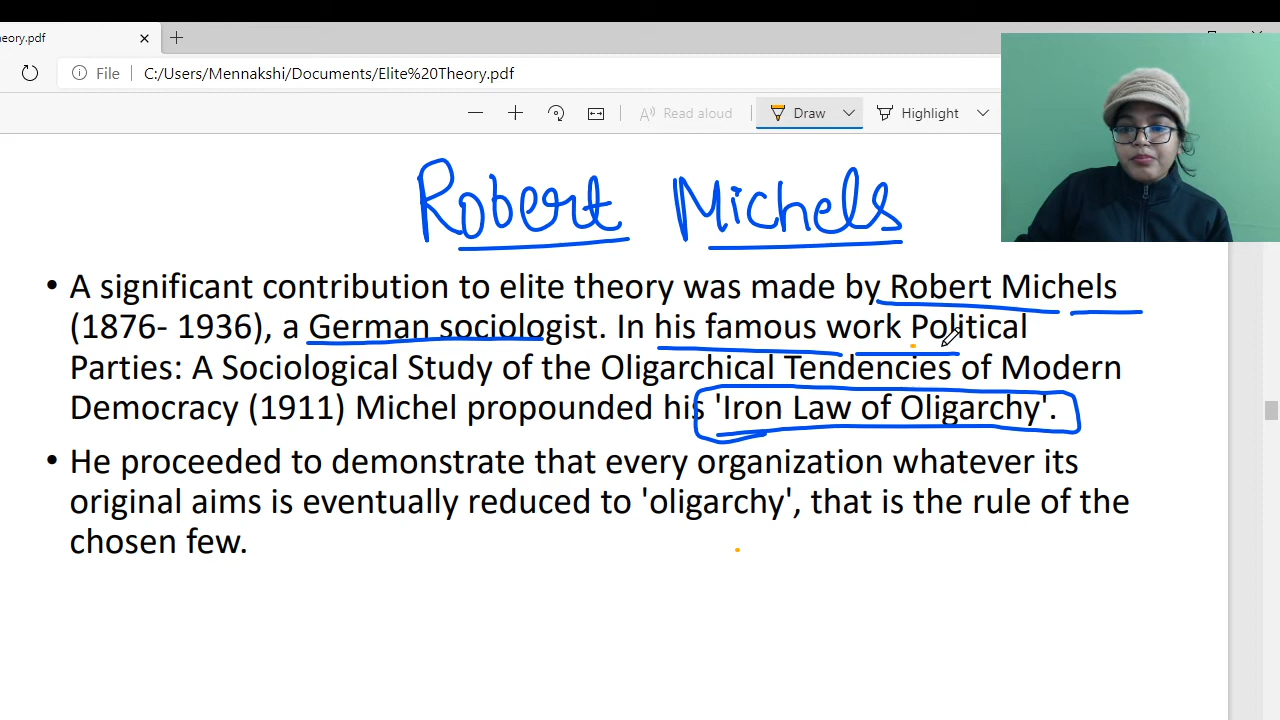 eory.pdf
File C:/Users/Mennakshi/Documents/Elite%20Theory.pdf
Read aloud Draw Highlight
Robert Michels
• A significant contribution to elite theory was made by Robert Michels
(1876- 1936), a German sociologist. In his famous work Political
Parties: A Sociological Study of the Oligarchical Tendencies of Modern
Democracy (1911) Michel propounded his 'Iron Law of Oligarchy'.
• He proceeded to demonstrate that every organization whatever its
original aims is eventually reduced to 'oligarchy', that is the rule of the
chosen few.